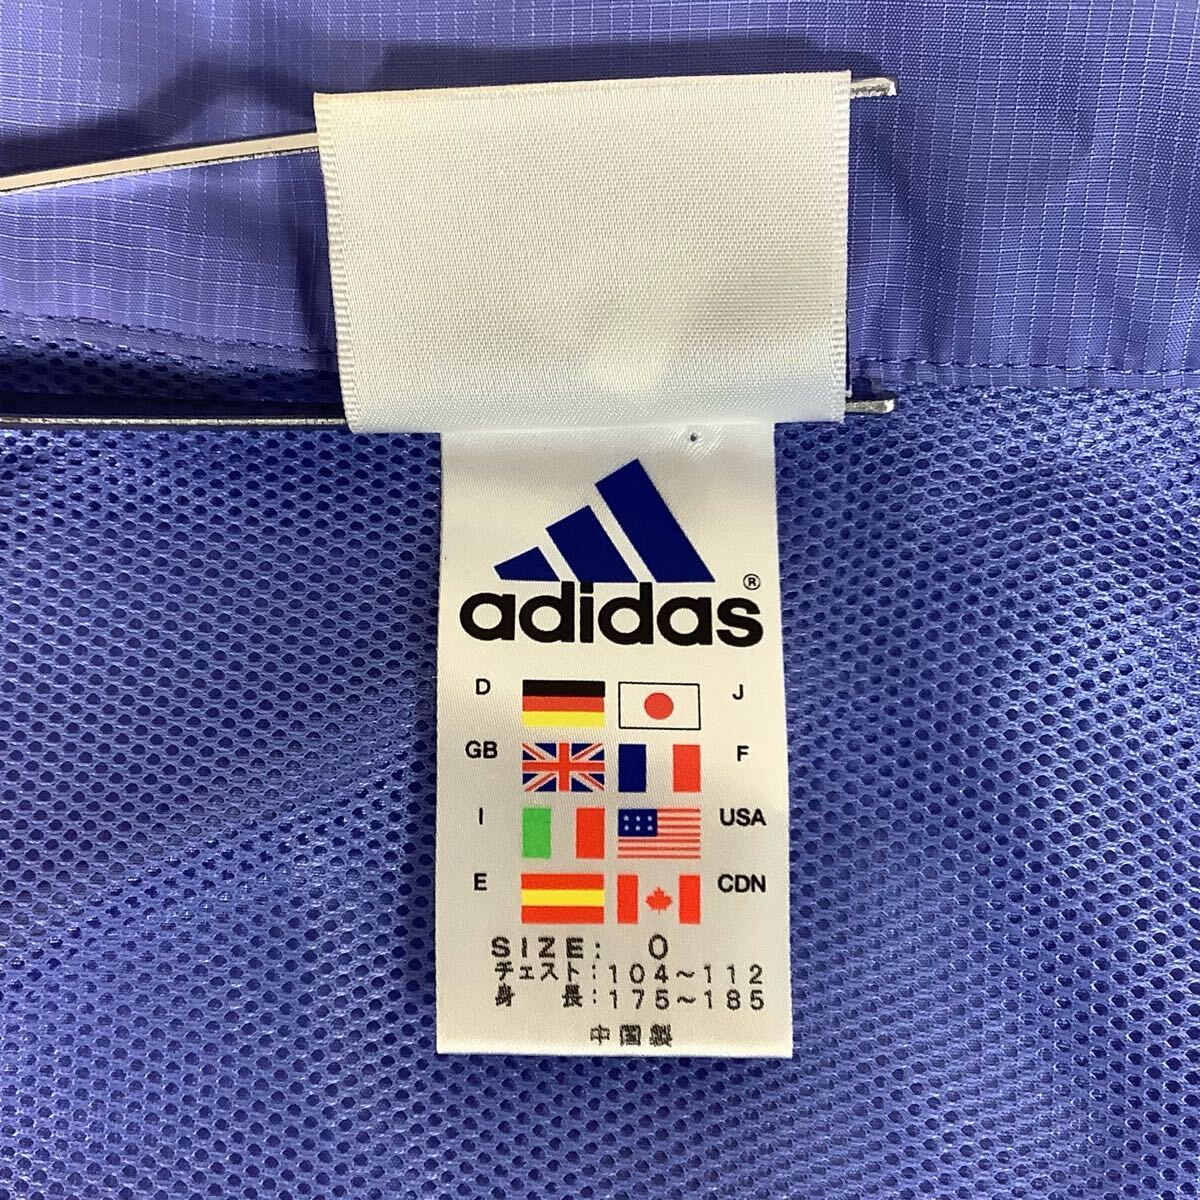 adidas®
D J
GB F
I USA
E CDN
SIZE: O
チェスト:104~112
身長:175~185
中国製